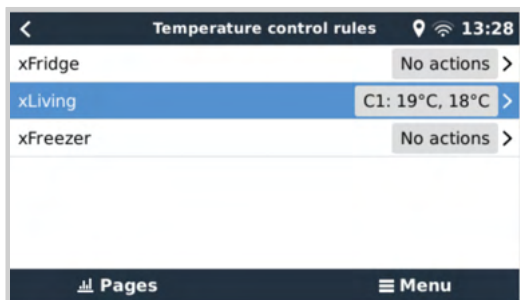 Temperature control rules 13:28
xFridge No actions
xLiving C1: 19°C, 18°C
xFreezer No actions
Pages Menu